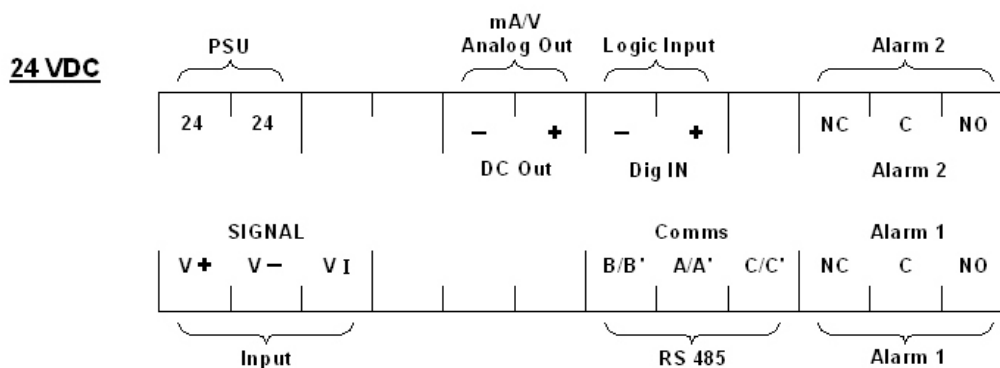 mA/V
PSU Analog Out Logic Input Alarm 2
24 VDC
24 24 − + − + NC C NO
DC Out Dig IN Alarm 2
SIGNAL Comms Alarm 1
V+ V− VI B/B' A/A' C/C' NC C NO
Input RS 485 Alarm 1